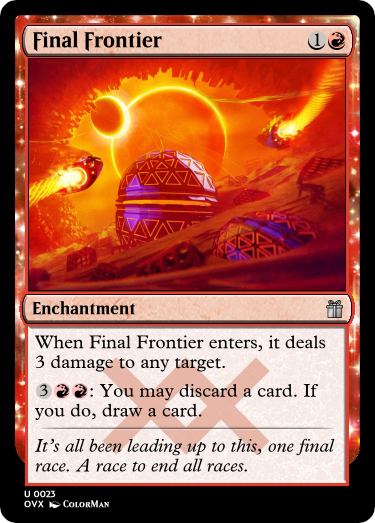 Final Frontier 1
Enchantment
When Final Frontier enters, it deals
3 damage to any target.
3: You may discard a card. If
you do, draw a card.
It's all been leading up to this, one final
race. A race to end all races.
U 0023
OVX ColorMan